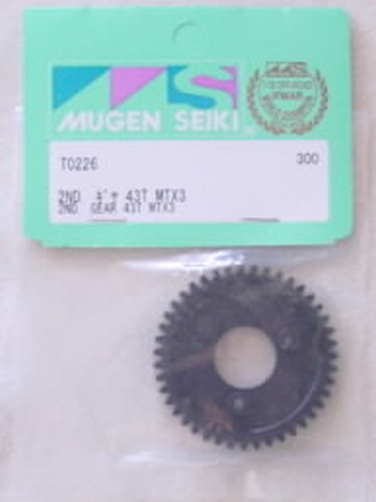 MUGEN SEIKI
T0226 300
2ND ギヤ 43T MTX3
2ND GEAR 43T MTX3